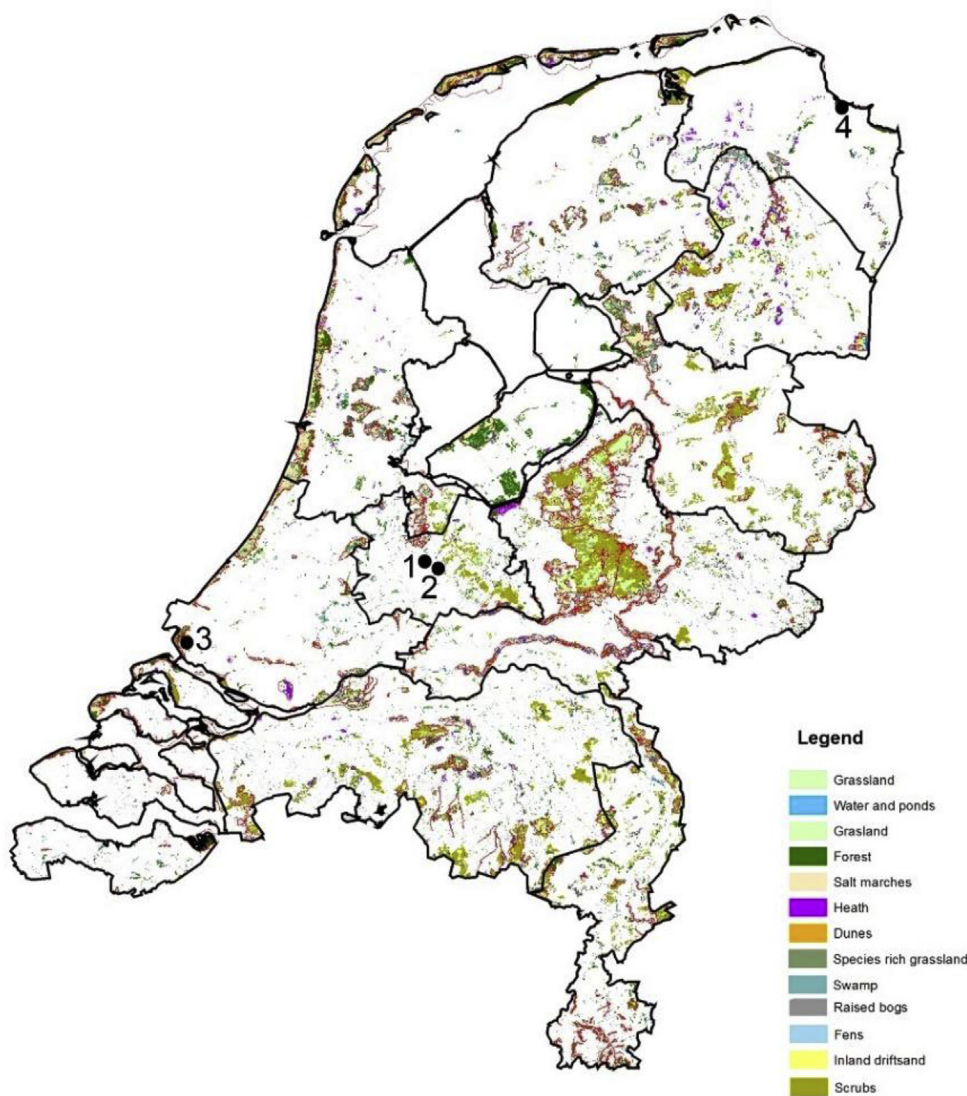 4
1
2
3
Legend
Grassland
Water and ponds
Grasland
Forest
Salt marches
Heath
Dunes
Species rich grassland
Swamp
Raised bogs
Fens
Inland driftsand
Scrubs